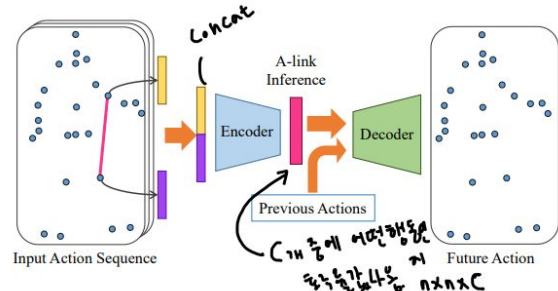 concat
A-link
Inference
Encoder
Decoder
Previous Actions
Input Action Sequence
Future Action
C개 중에 어떤행동인
지
n×n×C